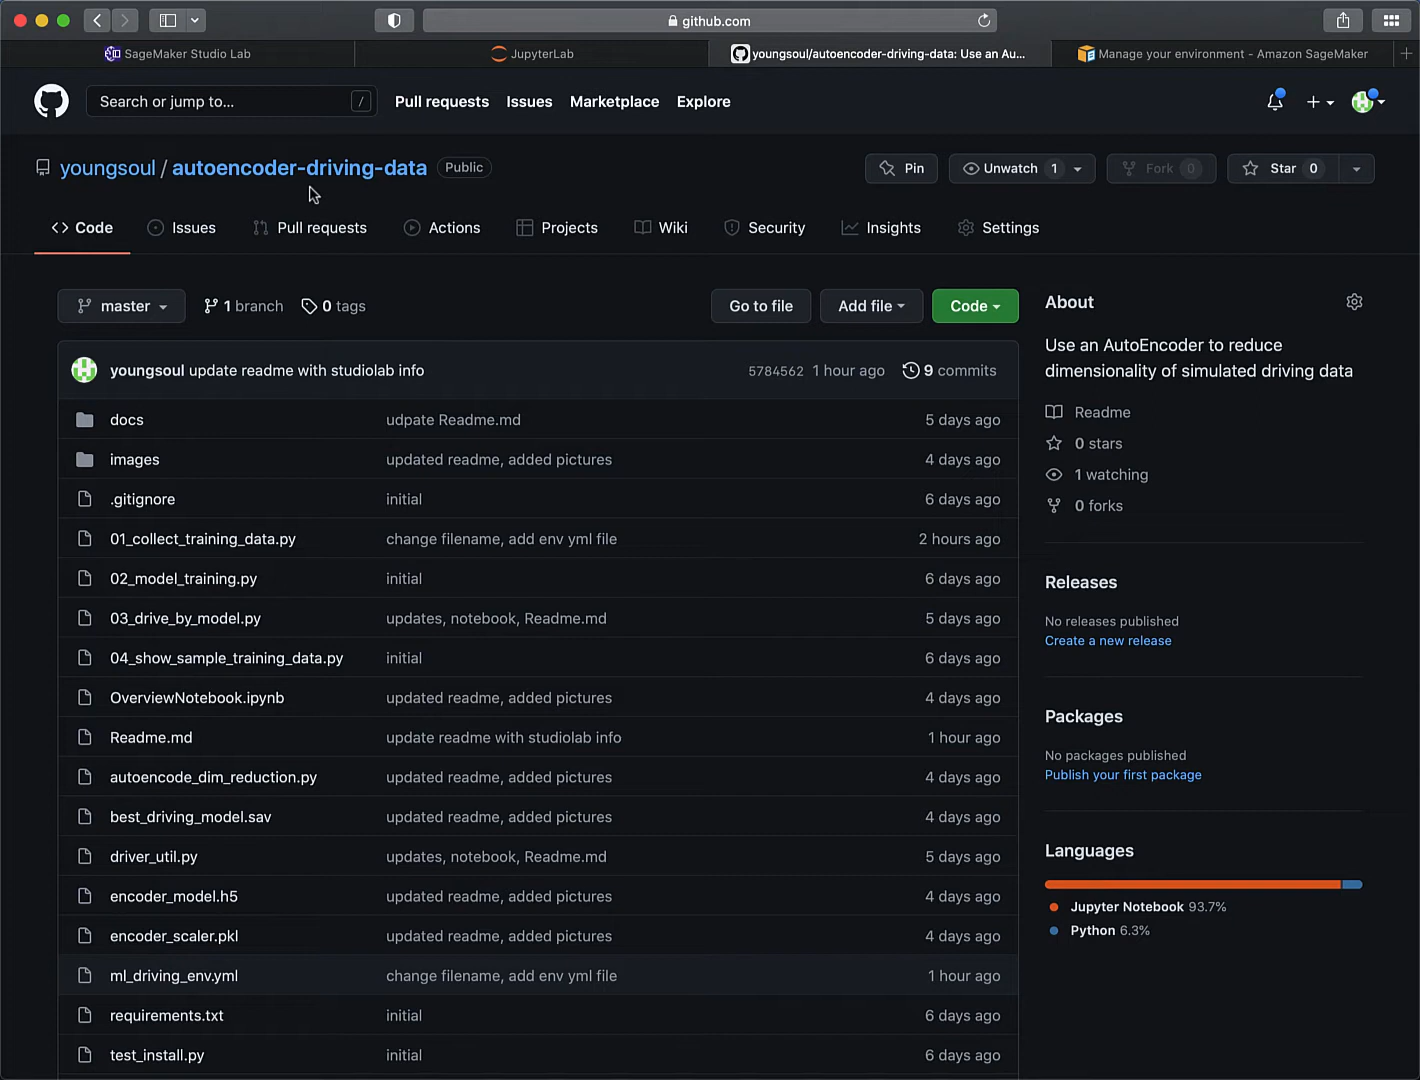 github.com
SageMaker Studio Lab
JupyterLab
youngsoul/autoencoder-driving-data: Use an Au...
Manage your environment - Amazon SageMaker
Search or jump to... /
Pull requests
Issues
Marketplace
Explore
youngsoul / autoencoder-driving-data Public
Pin
Unwatch 1
Fork 0
Star 0
Code
Issues
Pull requests
Actions
Projects
Wiki
Security
Insights
Settings
master
1 branch
0 tags
Go to file
Add file
Code
youngsoul update readme with studiolab info 5784562 1 hour ago 9 commits
docs udpate Readme.md 5 days ago
images updated readme, added pictures 4 days ago
.gitignore initial 6 days ago
01_collect_training_data.py change filename, add env yml file 2 hours ago
02_model_training.py initial 6 days ago
03_drive_by_model.py updates, notebook, Readme.md 5 days ago
04_show_sample_training_data.py initial 6 days ago
OverviewNotebook.ipynb updated readme, added pictures 4 days ago
Readme.md update readme with studiolab info 1 hour ago
autoencode_dim_reduction.py updated readme, added pictures 4 days ago
best_driving_model.sav updated readme, added pictures 4 days ago
driver_util.py updates, notebook, Readme.md 5 days ago
encoder_model.h5 updated readme, added pictures 4 days ago
encoder_scaler.pkl updated readme, added pictures 4 days ago
ml_driving_env.yml change filename, add env yml file 1 hour ago
requirements.txt initial 6 days ago
test_install.py initial 6 days ago
About
Use an AutoEncoder to reduce
dimensionality of simulated driving data
Readme
0 stars
1 watching
0 forks
Releases
No releases published
Create a new release
Packages
No packages published
Publish your first package
Languages
Jupyter Notebook 93.7%
Python 6.3%